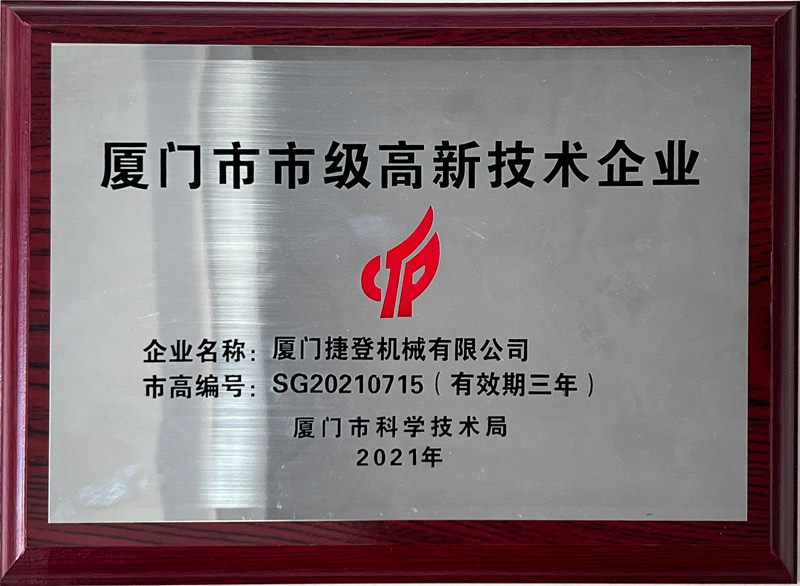 厦门市市级高新技术企业
企业名称：厦门捷登机械有限公司
市高编号：SG20210715（有效期三年）
厦门市科学技术局
2021年